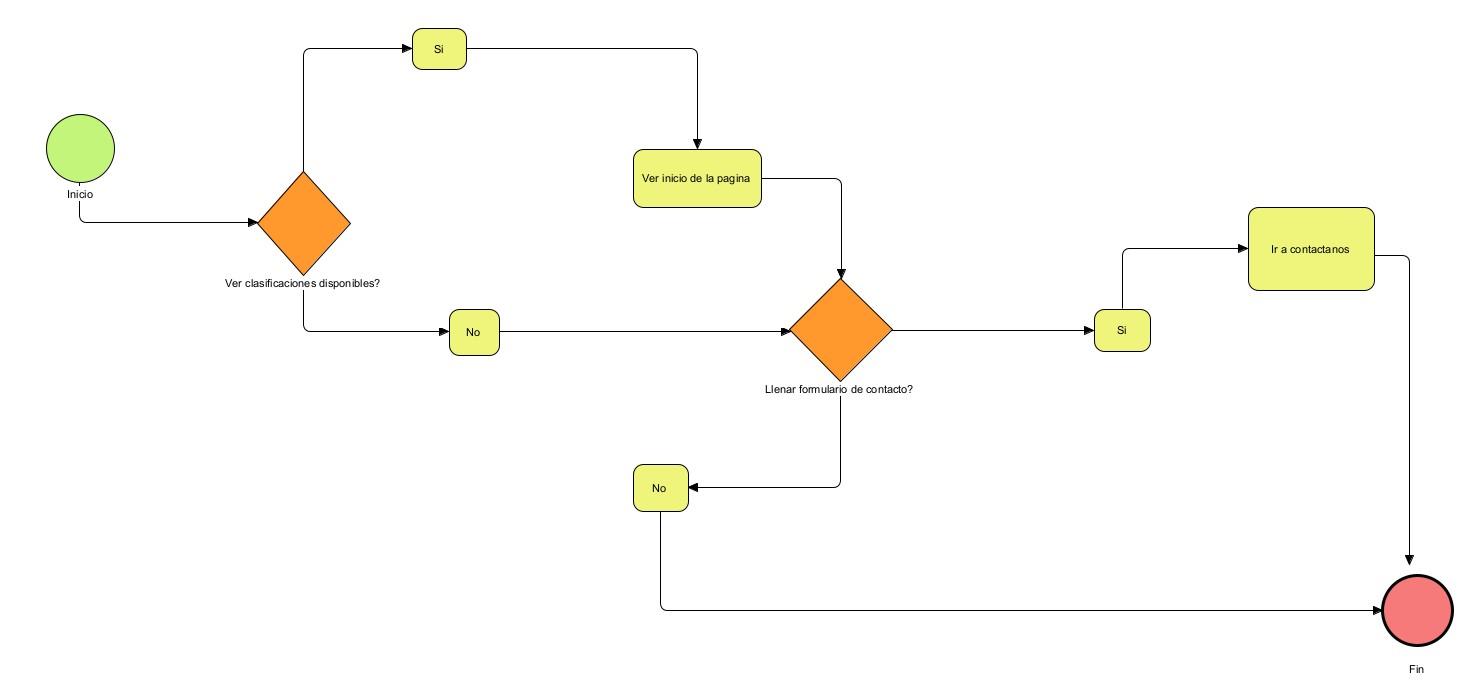 Si
Ver inicio de la pagina
Inicio
Ir a contactanos
Ver clasificaciones disponibles?
No
Si
Llenar formulario de contacto?
No
Fin